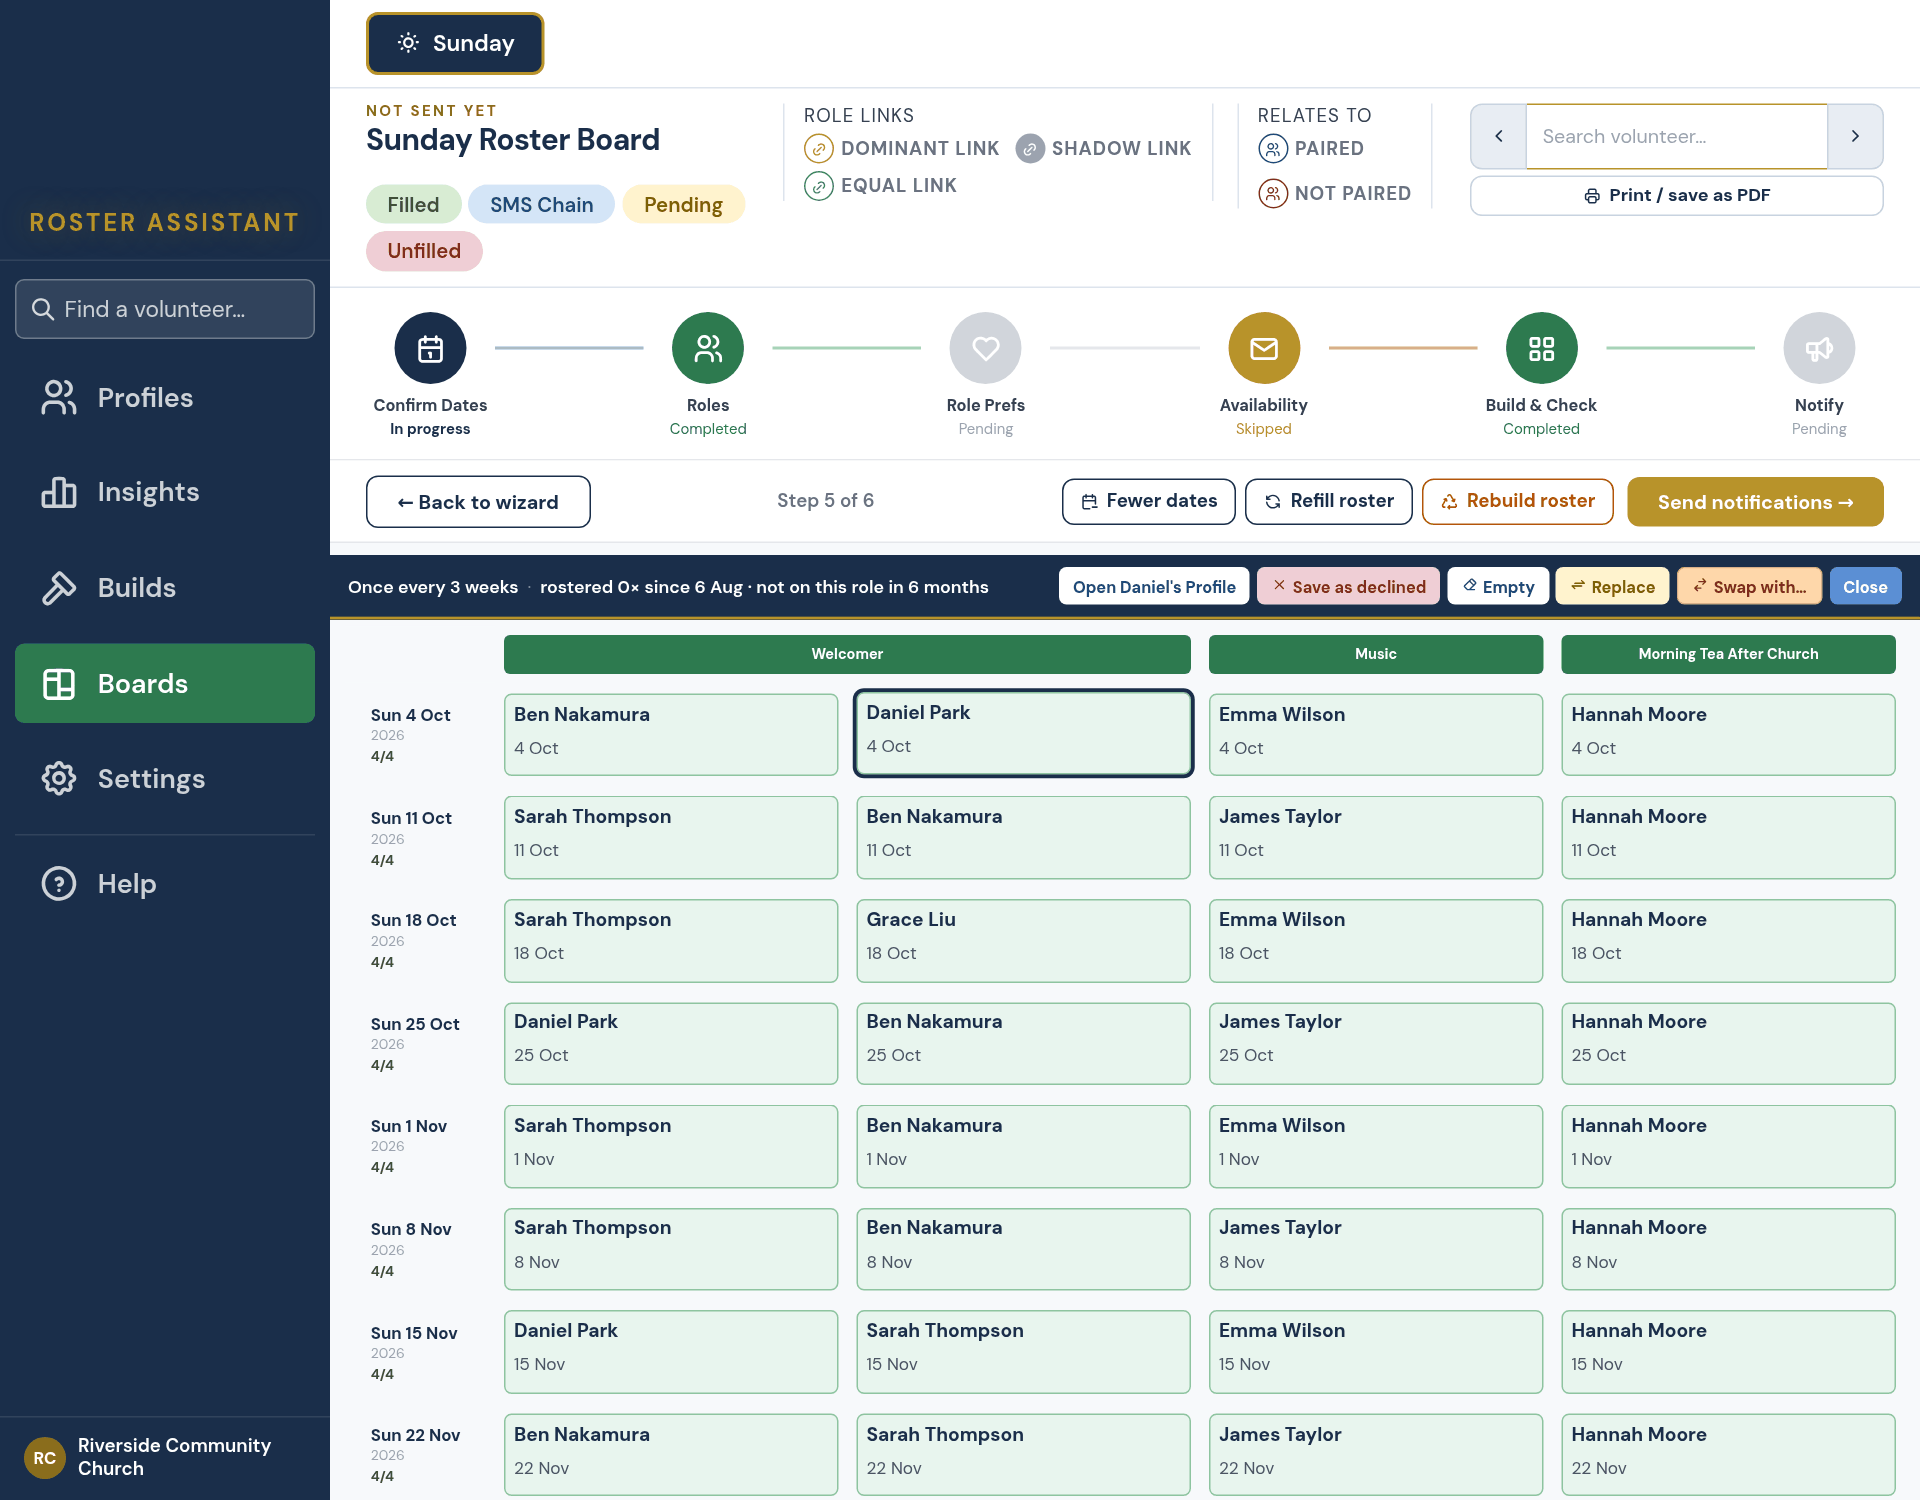 ROSTER ASSISTANT
Find a volunteer...
Profiles
Insights
Builds
Boards
Settings
Help
RC
Riverside Community
Church
Sunday
NOT SENT YET
Sunday Roster Board
Filled
SMS Chain
Pending
Unfilled
ROLE LINKS
DOMINANT LINK
SHADOW LINK
EQUAL LINK
RELATES TO
PAIRED
NOT PAIRED
Search volunteer...
Print / save as PDF
Confirm Dates
In progress
Roles
Completed
Role Prefs
Pending
Availability
Skipped
Build & Check
Completed
Notify
Pending
← Back to wizard
Step 5 of 6
Fewer dates
Refill roster
Rebuild roster
Send notifications →
Once every 3 weeks · rostered 0× since 6 Aug · not on this role in 6 months
Open Daniel's Profile
Save as declined
Empty
Replace
Swap with...
Close
Welcomer
Music
Morning Tea After Church
Sun 4 Oct
2026
4/4
Ben Nakamura
4 Oct
Daniel Park
4 Oct
Emma Wilson
4 Oct
Hannah Moore
4 Oct
Sun 11 Oct
2026
4/4
Sarah Thompson
11 Oct
Ben Nakamura
11 Oct
James Taylor
11 Oct
Hannah Moore
11 Oct
Sun 18 Oct
2026
4/4
Sarah Thompson
18 Oct
Grace Liu
18 Oct
Emma Wilson
18 Oct
Hannah Moore
18 Oct
Sun 25 Oct
2026
4/4
Daniel Park
25 Oct
Ben Nakamura
25 Oct
James Taylor
25 Oct
Hannah Moore
25 Oct
Sun 1 Nov
2026
4/4
Sarah Thompson
1 Nov
Ben Nakamura
1 Nov
Emma Wilson
1 Nov
Hannah Moore
1 Nov
Sun 8 Nov
2026
4/4
Sarah Thompson
8 Nov
Ben Nakamura
8 Nov
James Taylor
8 Nov
Hannah Moore
8 Nov
Sun 15 Nov
2026
4/4
Daniel Park
15 Nov
Sarah Thompson
15 Nov
Emma Wilson
15 Nov
Hannah Moore
15 Nov
Sun 22 Nov
2026
4/4
Ben Nakamura
22 Nov
Sarah Thompson
22 Nov
James Taylor
22 Nov
Hannah Moore
22 Nov